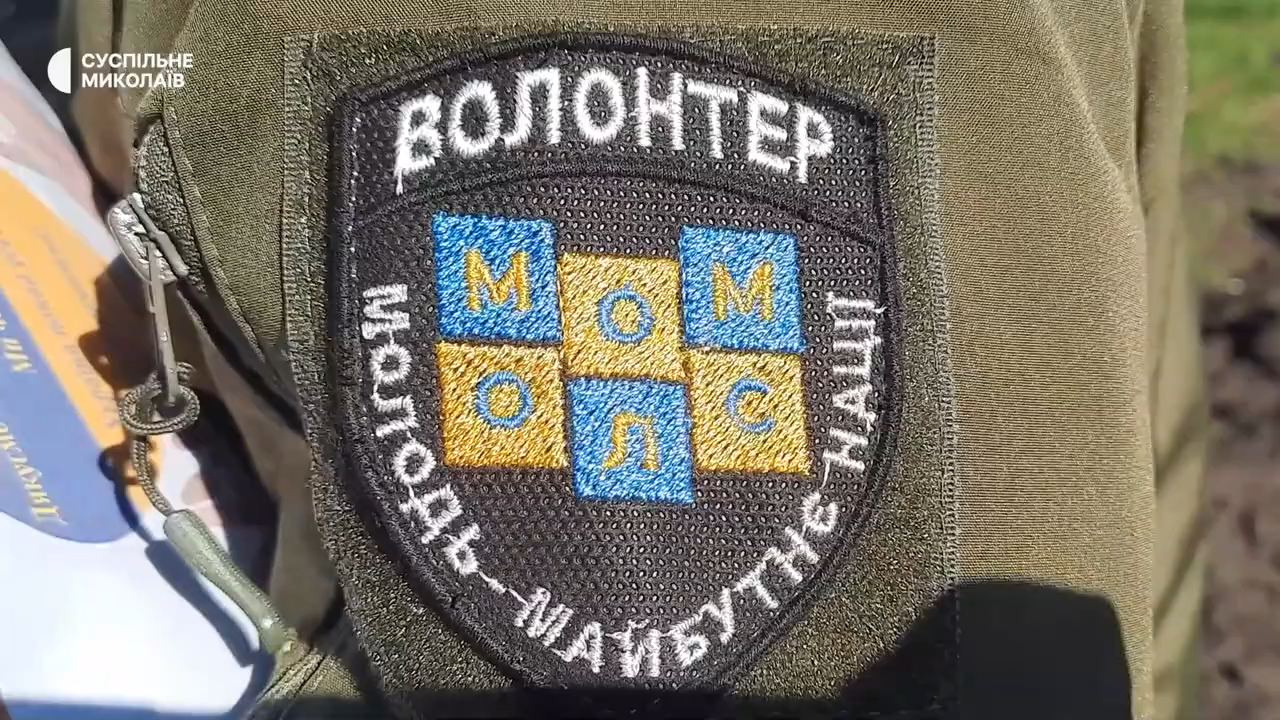 СУСПІЛЬНЕ
МИКОЛАЇВ
ВОЛОНТЕР
М О М
О Л С
МОЛОДЬ - МАЙБУТНЄ НАЦІЇ